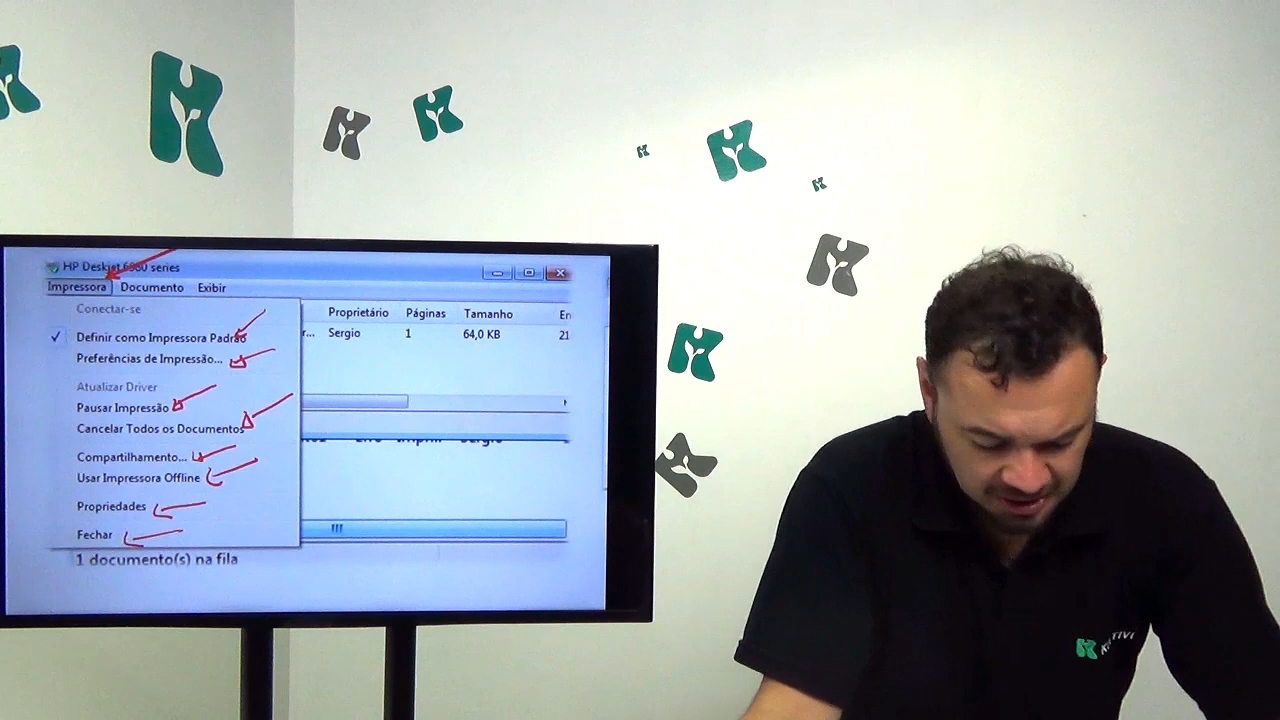 HP Deskjet 6980 series
Impressora Documento Exibir
Conectar-se
Proprietário Páginas Tamanho En
✓ Definir como Impressora Padrão
r... Sergio 1 64,0 KB 21
Preferências de Impressão...
Atualizar Driver
Pausar Impressão
Cancelar Todos os Documentos
Compartilhamento...
Usar Impressora Offline
Propriedades
Fechar
1 documento(s) na fila